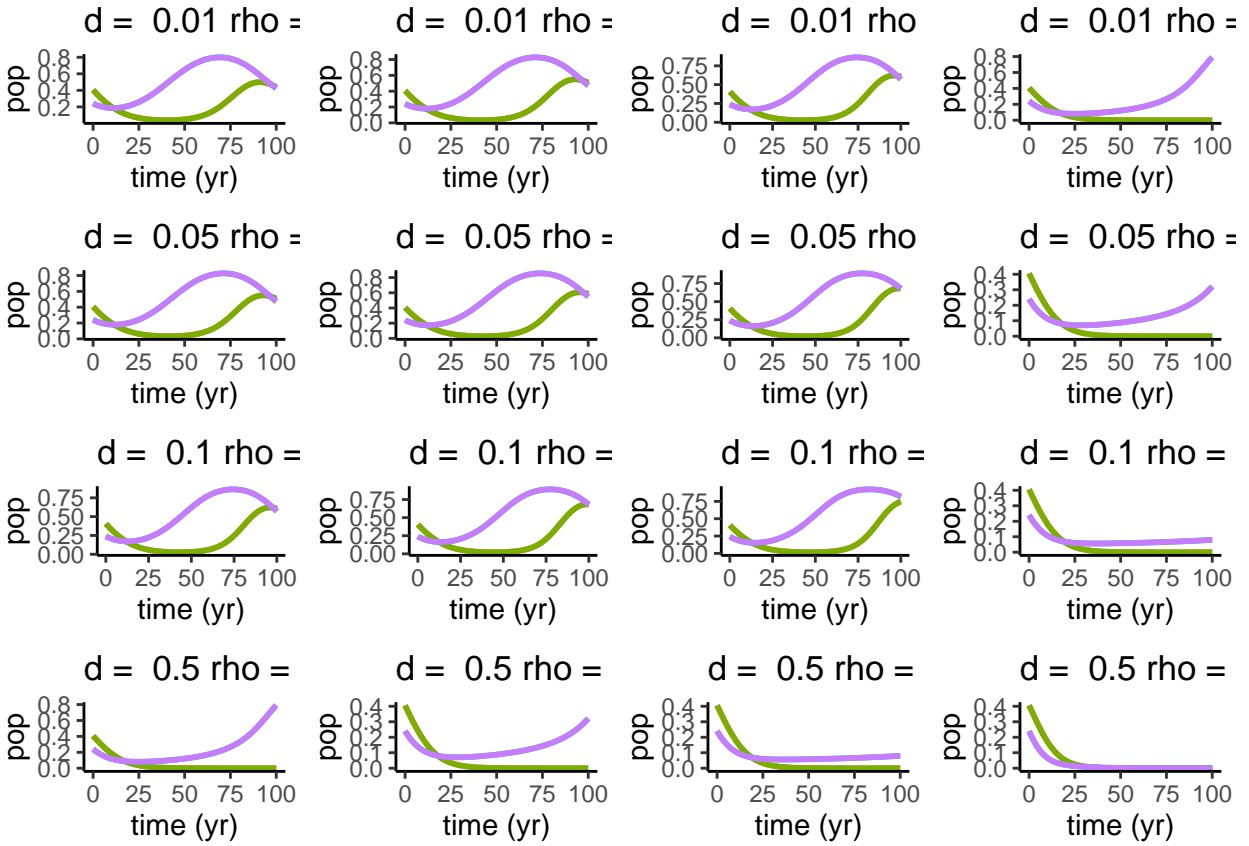 d = 0.01 rho = d = 0.01 rho = d = 0.01 rho d = 0.01 rho =
pop 0.8 0.6 0.4 0.2 pop 0.8 0.6 0.4 0.2 0.0 pop 0.75 0.50 0.25 0.00 pop 0.8 0.6 0.4 0.2 0.0
0 25 50 75 100 0 25 50 75 100 0 25 50 75 100 0 25 50 75 100
time (yr) time (yr) time (yr) time (yr)
d = 0.05 rho = d = 0.05 rho = d = 0.05 rho d = 0.05 rho =
pop 0.8 0.6 0.4 0.2 0.0 pop 0.8 0.6 0.4 0.2 0.0 pop 0.75 0.50 0.25 0.00 pop 0.4 0.3 0.2 0.1 0.0
0 25 50 75 100 0 25 50 75 100 0 25 50 75 100 0 25 50 75 100
time (yr) time (yr) time (yr) time (yr)
d = 0.1 rho = d = 0.1 rho = d = 0.1 rho = d = 0.1 rho =
pop 0.75 0.50 0.25 0.00 pop 0.75 0.50 0.25 0.00 pop 0.75 0.50 0.25 0.00 pop 0.4 0.3 0.2 0.1 0.0
0 25 50 75 100 0 25 50 75 100 0 25 50 75 100 0 25 50 75 100
time (yr) time (yr) time (yr) time (yr)
d = 0.5 rho = d = 0.5 rho = d = 0.5 rho = d = 0.5 rho =
pop 0.8 0.6 0.4 0.2 0.0 pop 0.4 0.3 0.2 0.1 0.0 pop 0.4 0.3 0.2 0.1 0.0 pop 0.4 0.3 0.2 0.1 0.0
0 25 50 75 100 0 25 50 75 100 0 25 50 75 100 0 25 50 75 100
time (yr) time (yr) time (yr) time (yr)